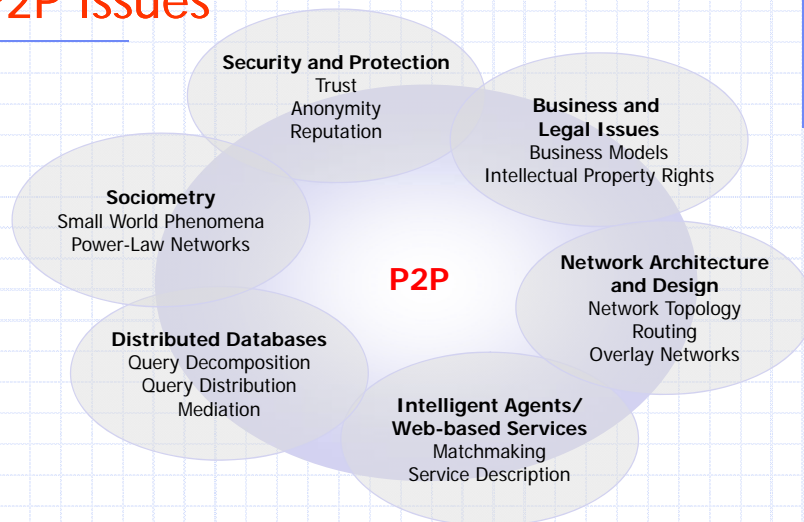 P2P Issues
Security and Protection
Trust
Anonymity
Reputation
Business and
Legal Issues
Business Models
Intellectual Property Rights
Sociometry
Small World Phenomena
Power-Law Networks
P2P
Network Architecture
and Design
Network Topology
Routing
Overlay Networks
Distributed Databases
Query Decomposition
Query Distribution
Mediation
Intelligent Agents/
Web-based Services
Matchmaking
Service Description